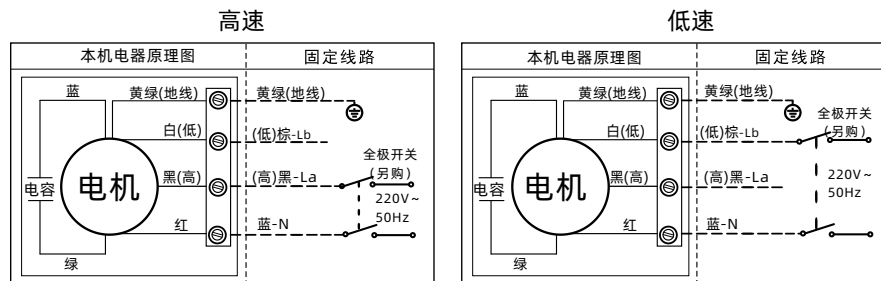 高速
本机电器原理图
固定线路
蓝
黄绿(地线)
黄绿(地线)
白(低)
(低)棕-Lb
全极开关
(另购)
电容
电机
黑(高)
(高)黑-La
220V~
50Hz
红
蓝-N
绿
低速
本机电器原理图
固定线路
蓝
黄绿(地线)
黄绿(地线)
全极开关
(另购)
白(低)
(低)棕-Lb
电容
电机
黑(高)
(高)黑-La
220V~
50Hz
红
蓝-N
绿